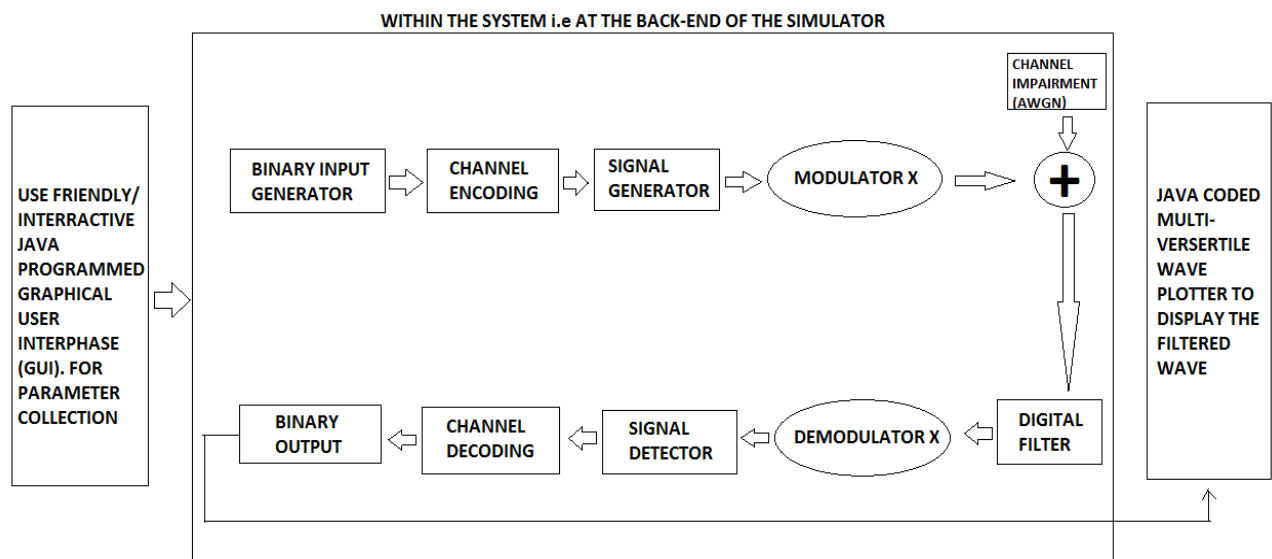 WITHIN THE SYSTEM i.e AT THE BACK-END OF THE SIMULATOR
USE FRIENDLY/
INTERRACTIVE
JAVA
PROGRAMMED
GRAPHICAL
USER
INTERPHASE
(GUI). FOR
PARAMETER
COLLECTION
BINARY INPUT
GENERATOR
CHANNEL
ENCODING
SIGNAL
GENERATOR
MODULATOR X
CHANNEL
IMPAIRMENT
(AWGN)
+
DIGITAL
FILTER
DEMODULATOR X
SIGNAL
DETECTOR
CHANNEL
DECODING
BINARY
OUTPUT
JAVA CODED
MULTI-
VERSERTILE
WAVE
PLOTTER TO
DISPLAY THE
FILTERED
WAVE